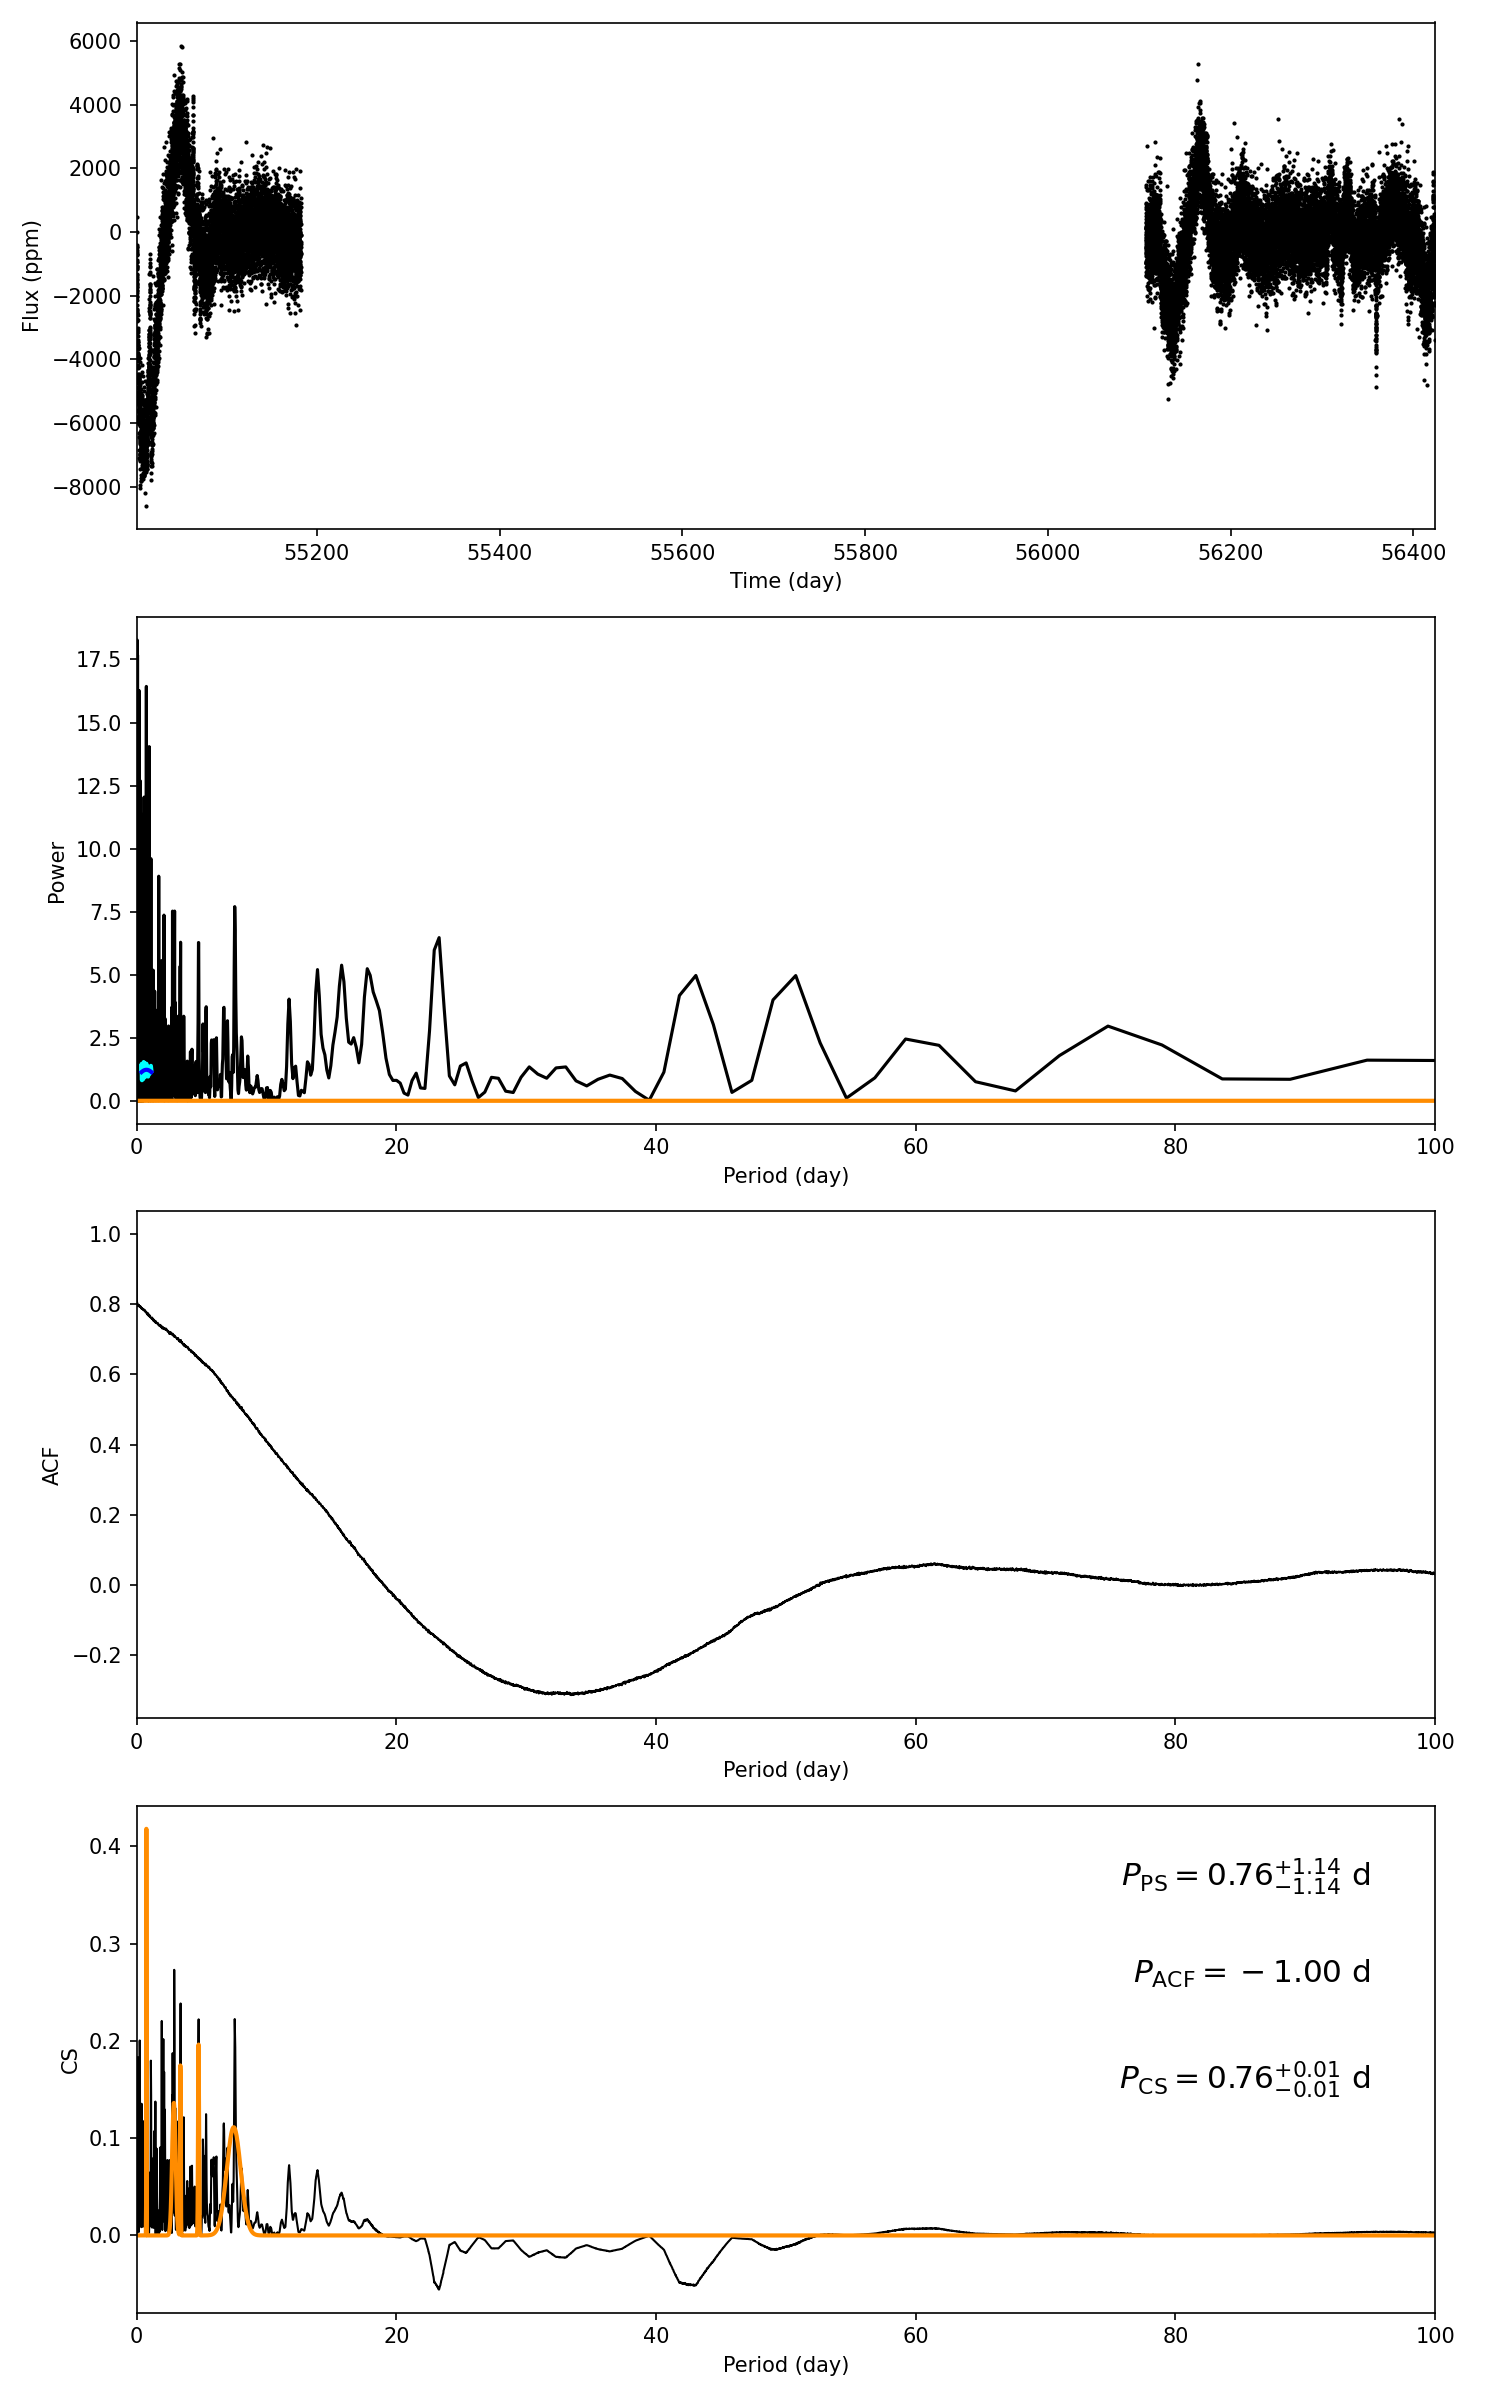 6000
4000
2000
0
−2000
−4000
−6000
−8000
Flux (ppm)
55200 55400 55600 55800 56000 56200 56400
Time (day)
17.5
15.0
12.5
10.0
7.5
5.0
2.5
0.0
Power
0 20 40 60 80 100
Period (day)
1.0
0.8
0.6
0.4
0.2
0.0
−0.2
ACF
0 20 40 60 80 100
Period (day)
0.4
0.3
0.2
0.1
0.0
CS
P_PS = 0.76^{+1.14}_{−1.14} d
P_ACF = −1.00 d
P_CS = 0.76^{+0.01}_{−0.01} d
0 20 40 60 80 100
Period (day)